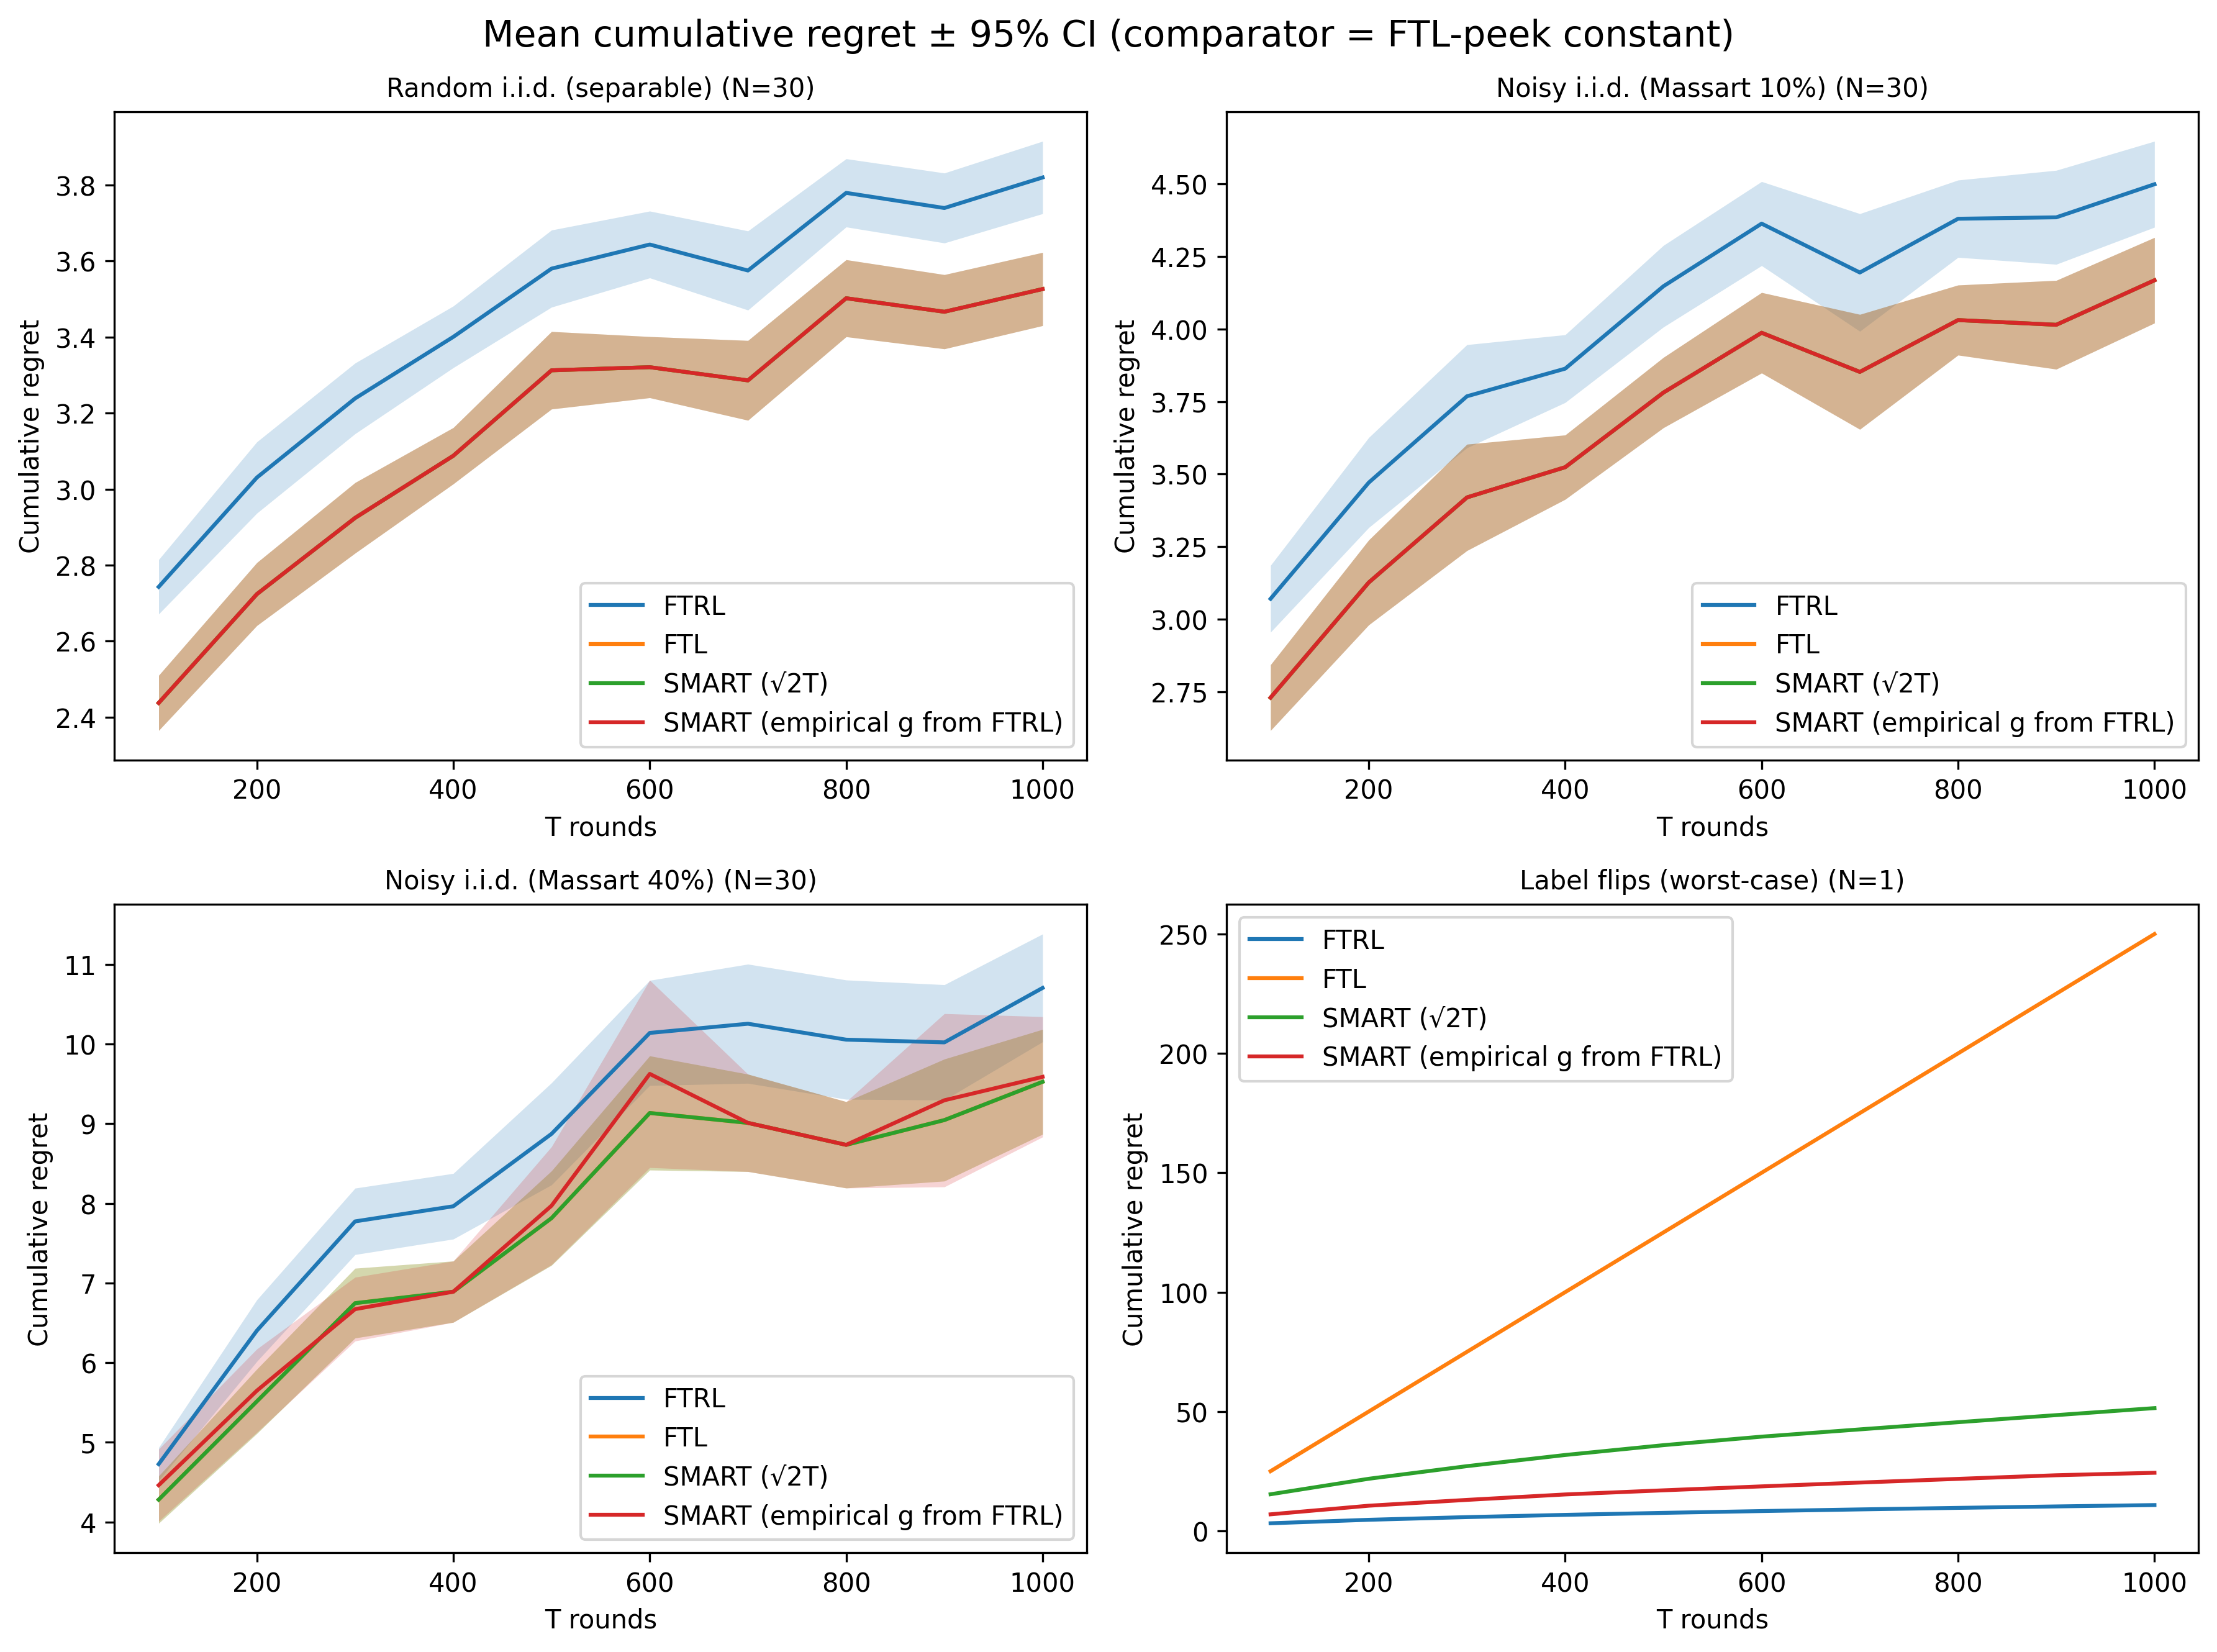 Mean cumulative regret ± 95% CI (comparator = FTL-peek constant)
Random i.i.d. (separable) (N=30)
Cumulative regret
3.8
3.6
3.4
3.2
3.0
2.8
2.6
2.4
FTRL
FTL
SMART (√2T)
SMART (empirical g from FTRL)
200 400 600 800 1000
T rounds
Noisy i.i.d. (Massart 10%) (N=30)
Cumulative regret
4.50
4.25
4.00
3.75
3.50
3.25
3.00
2.75
FTRL
FTL
SMART (√2T)
SMART (empirical g from FTRL)
200 400 600 800 1000
T rounds
Noisy i.i.d. (Massart 40%) (N=30)
Cumulative regret
11
10
9
8
7
6
5
4
FTRL
FTL
SMART (√2T)
SMART (empirical g from FTRL)
200 400 600 800 1000
T rounds
Label flips (worst-case) (N=1)
Cumulative regret
250
200
150
100
50
0
FTRL
FTL
SMART (√2T)
SMART (empirical g from FTRL)
200 400 600 800 1000
T rounds